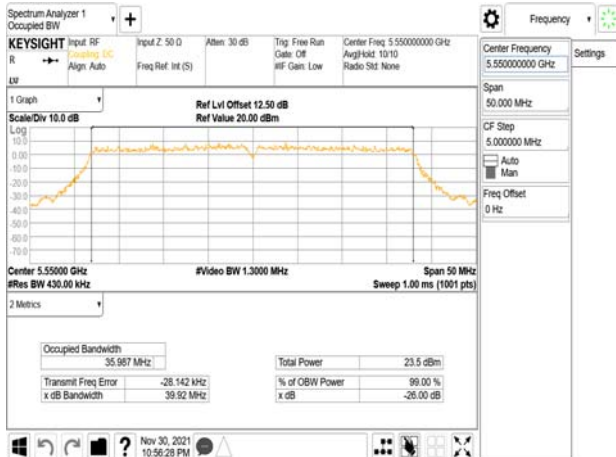 Spectrum Analyzer 1
Occupied BW
Frequency
KEYSIGHT
R
Input: RF
Coupling: DC
Align: Auto
Input Z: 50 Ω
Freq Ref: Int (S)
Atten: 30 dB
Trig: Free Run
Gate: Off
#IF Gain: Low
Center Freq: 5.550000000 GHz
Avg|Hold: 10/10
Radio Std: None
1 Graph
Scale/Div 10.0 dB
Ref Lvl Offset 12.50 dB
Ref Value 20.00 dBm
Log
10.0
0.00
-10.0
-20.0
-30.0
-40.0
-50.0
-60.0
-70.0
Center 5.55000 GHz
#Res BW 430.00 kHz
#Video BW 1.3000 MHz
Span 50 MHz
Sweep 1.00 ms (1001 pts)
2 Metrics
Occupied Bandwidth
35.987 MHz
Total Power 23.5 dBm
Transmit Freq Error -28.142 kHz
% of OBW Power 99.00 %
x dB Bandwidth 39.92 MHz
x dB -26.00 dB
Nov 30, 2021
10:56:28 PM
Center Frequency
5.550000000 GHz
Settings
Span
50.000 MHz
CF Step
5.000000 MHz
Auto
Man
Freq Offset
0 Hz